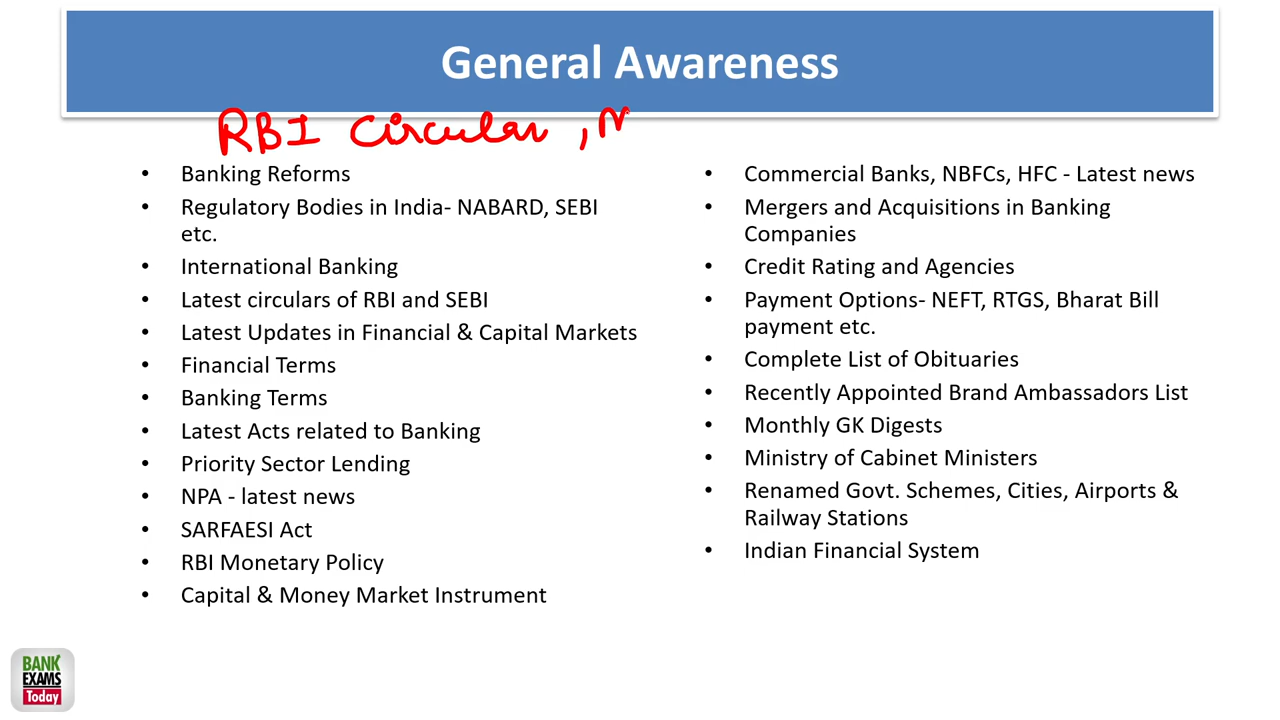 General Awareness
RBI Circular ,
• Banking Reforms
• Regulatory Bodies in India- NABARD, SEBI
etc.
• International Banking
• Latest circulars of RBI and SEBI
• Latest Updates in Financial & Capital Markets
• Financial Terms
• Banking Terms
• Latest Acts related to Banking
• Priority Sector Lending
• NPA - latest news
• SARFAESI Act
• RBI Monetary Policy
• Capital & Money Market Instrument
• Commercial Banks, NBFCs, HFC - Latest news
• Mergers and Acquisitions in Banking
Companies
• Credit Rating and Agencies
• Payment Options- NEFT, RTGS, Bharat Bill
payment etc.
• Complete List of Obituaries
• Recently Appointed Brand Ambassadors List
• Monthly GK Digests
• Ministry of Cabinet Ministers
• Renamed Govt. Schemes, Cities, Airports &
Railway Stations
• Indian Financial System
BANK
EXAMS
Today